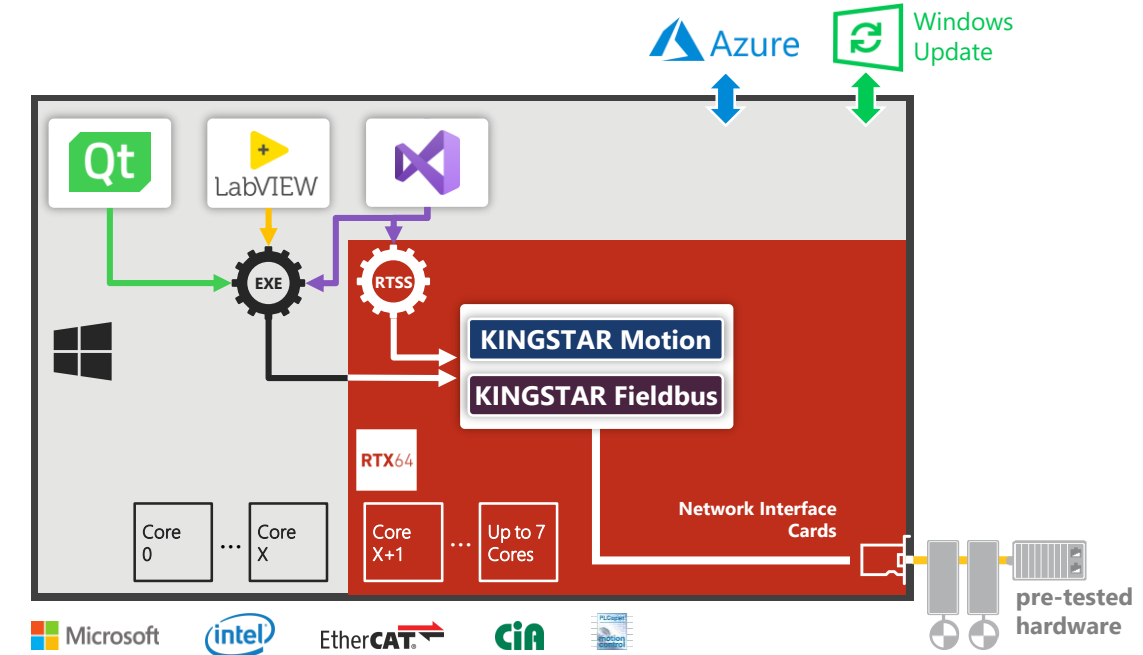 Azure
Windows
Update
Qt
LabVIEW
EXE
RTSS
KINGSTAR Motion
KINGSTAR Fieldbus
RTX64
Core
0
...
Core
X
Core
X+1
...
Up to 7
Cores
Network Interface
Cards
pre-tested
hardware
Microsoft
intel
EtherCAT
CiA
PLCopen
motion
control